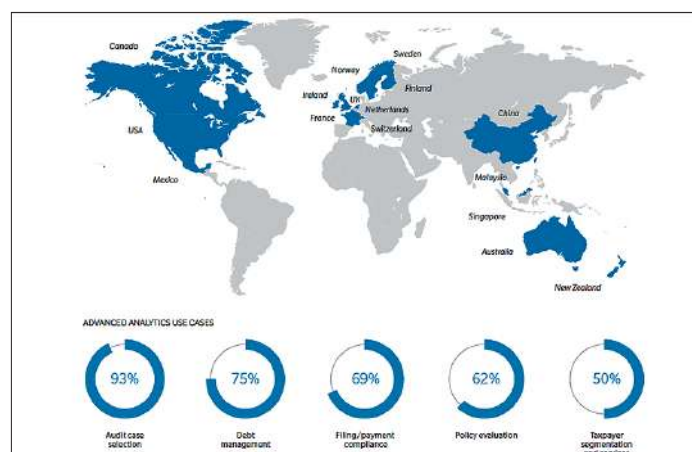 Canada
Sweden
Norway
Ireland
UK
Finland
Netherlands
France
Switzerland
USA
China
Mexico
Malaysia
Singapore
Australia
New Zealand
ADVANCED ANALYTICS USE CASES
93%
75%
69%
62%
50%
Audit case
selection
Debt
management
Filing/payment
compliance
Policy evaluation
Taxpayer
segmentation